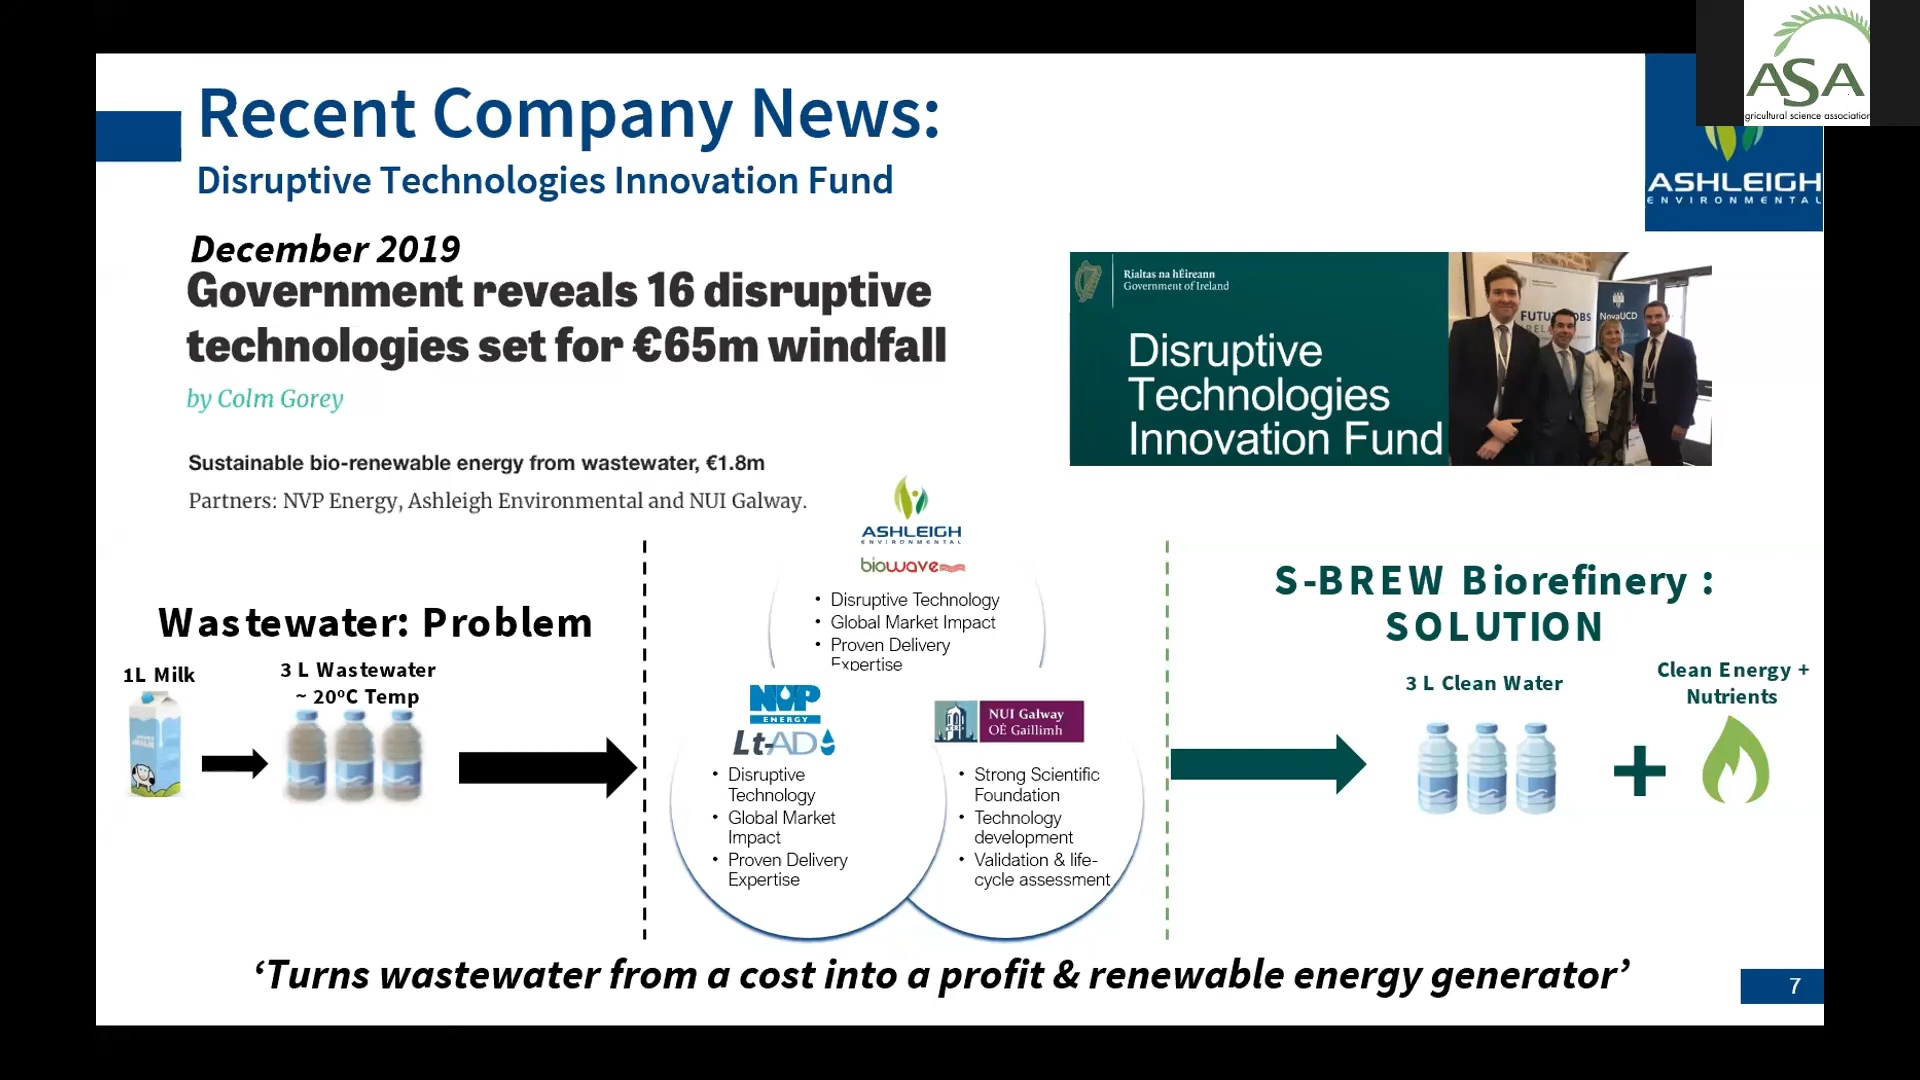 ASA
gricultural science association
Recent Company News:
Disruptive Technologies Innovation Fund
ASHLEIGH
ENVIRONMENTAL
December 2019
Government reveals 16 disruptive
technologies set for €65m windfall
by Colm Gorey
Rialtas na hÉireann
Government of Ireland
Disruptive
Technologies
Innovation Fund
NovaUCD
Sustainable bio-renewable energy from wastewater, €1.8m
Partners: NVP Energy, Ashleigh Environmental and NUI Galway.
ASHLEIGH
ENVIRONMENTAL
biowave
• Disruptive Technology
• Global Market Impact
• Proven Delivery
Expertise
Wastewater: Problem
1L Milk
3 L Wastewater
~ 20ºC Temp
NVP
ENERGY
Lt-AD
• Disruptive
Technology
• Global Market
Impact
• Proven Delivery
Expertise
NUI Galway
OÉ Gaillimh
• Strong Scientific
Foundation
• Technology
development
• Validation & life-
cycle assessment
S-BREW Biorefinery :
SOLUTION
3 L Clean Water
Clean Energy +
Nutrients
+
‘Turns wastewater from a cost into a profit & renewable energy generator’
7